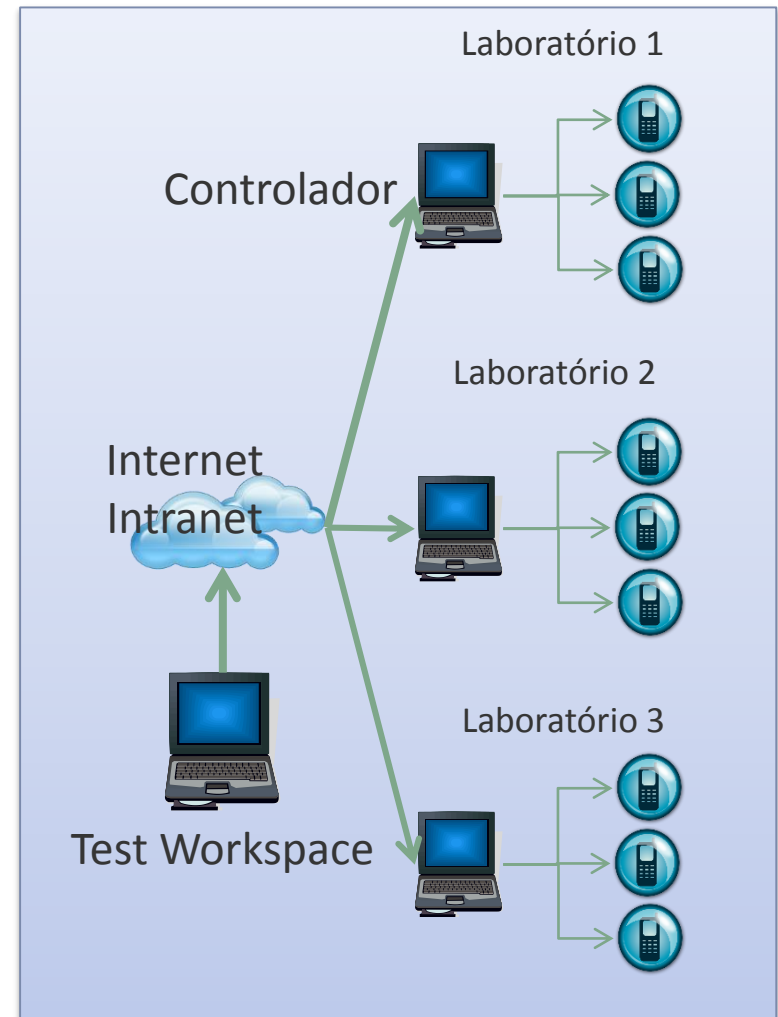 Laboratório 1
Controlador
Laboratório 2
Internet
Intranet
Laboratório 3
Test Workspace